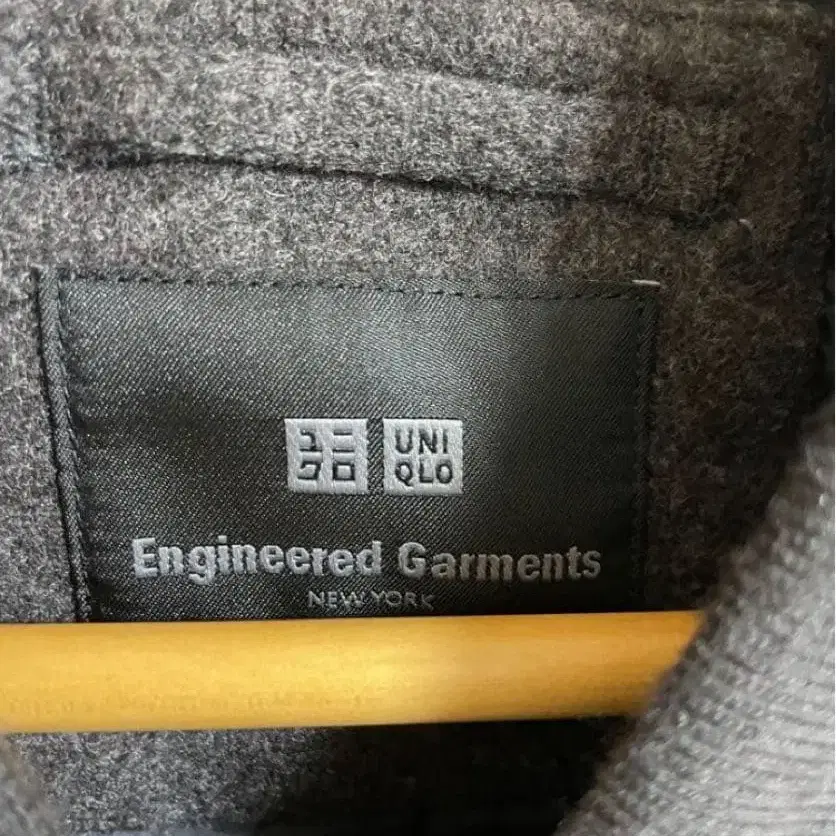 ユニ UNI
クロ QLO
Engineered Garments
NEW YORK